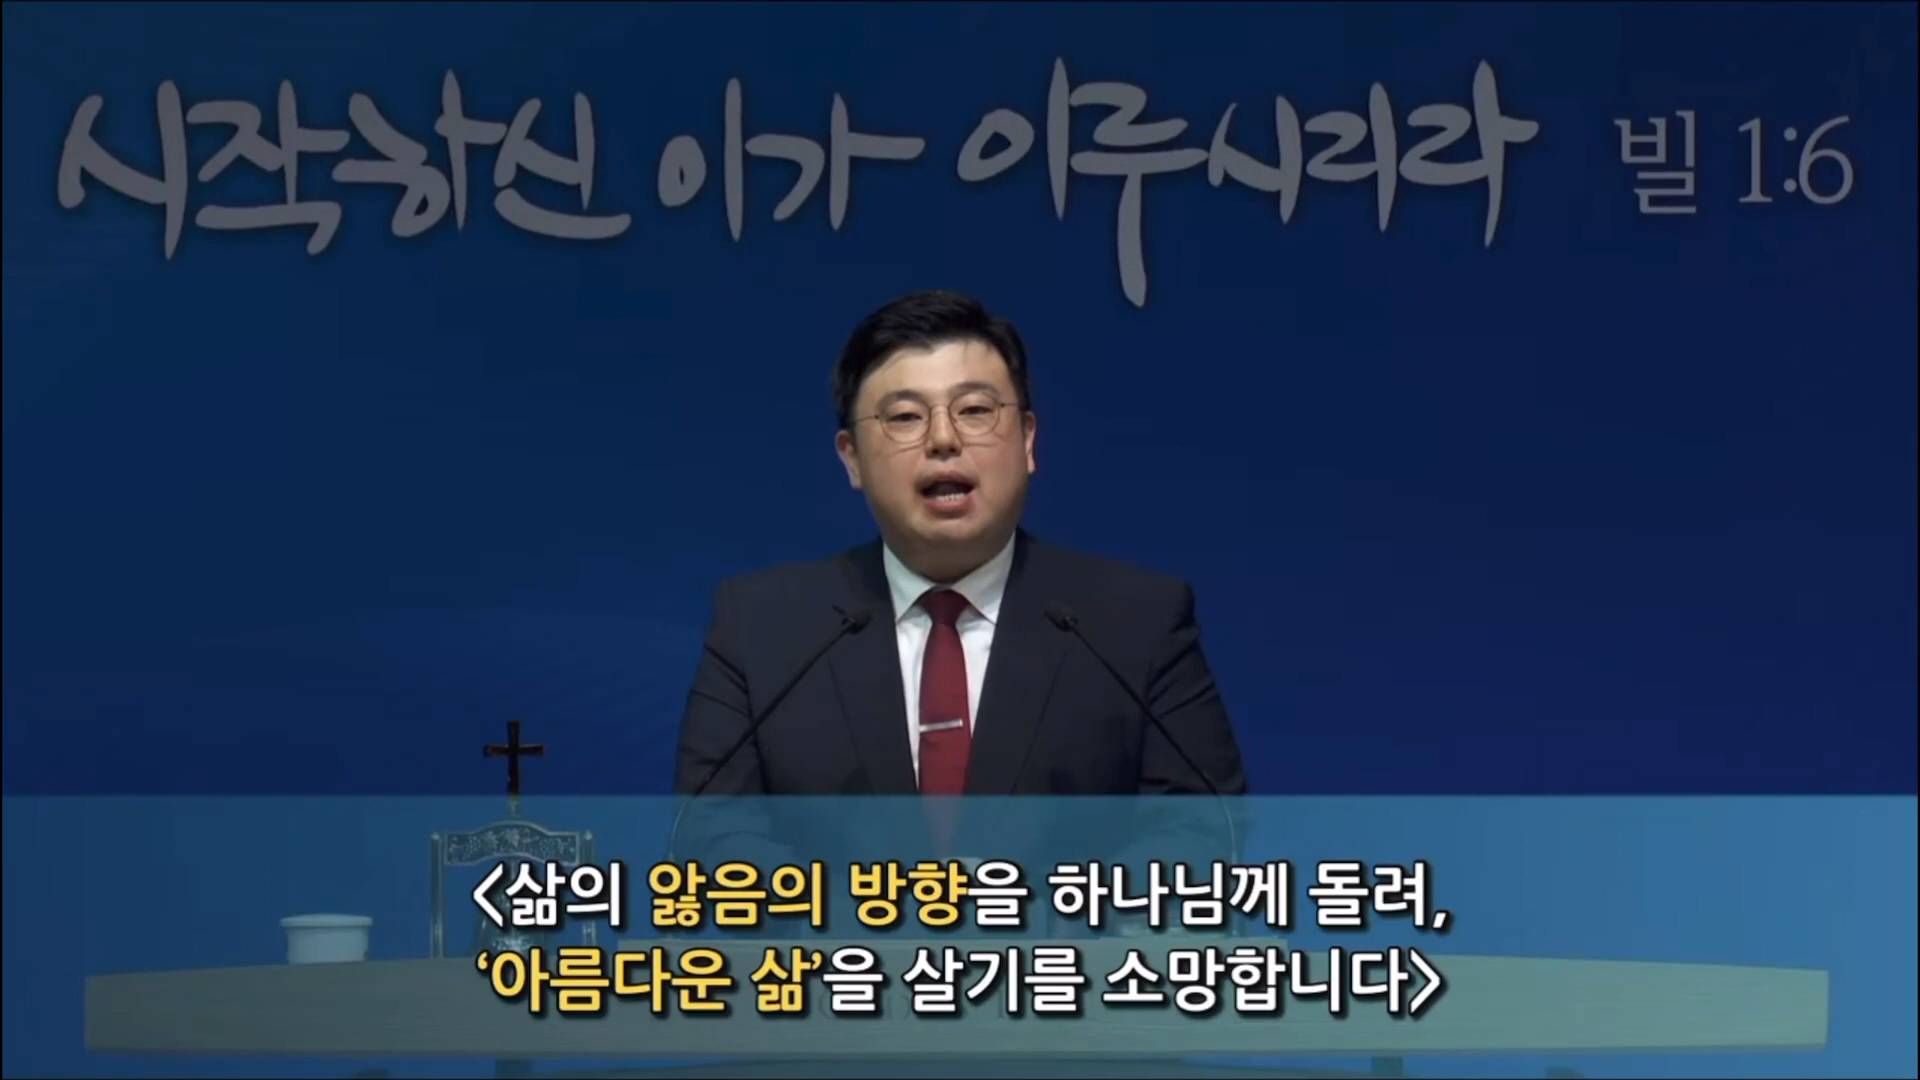 시작하신 이가 이루시리라 빌 1:6
<삶의 앓음의 방향을 하나님께 돌려,
‘아름다운 삶’을 살기를 소망합니다>